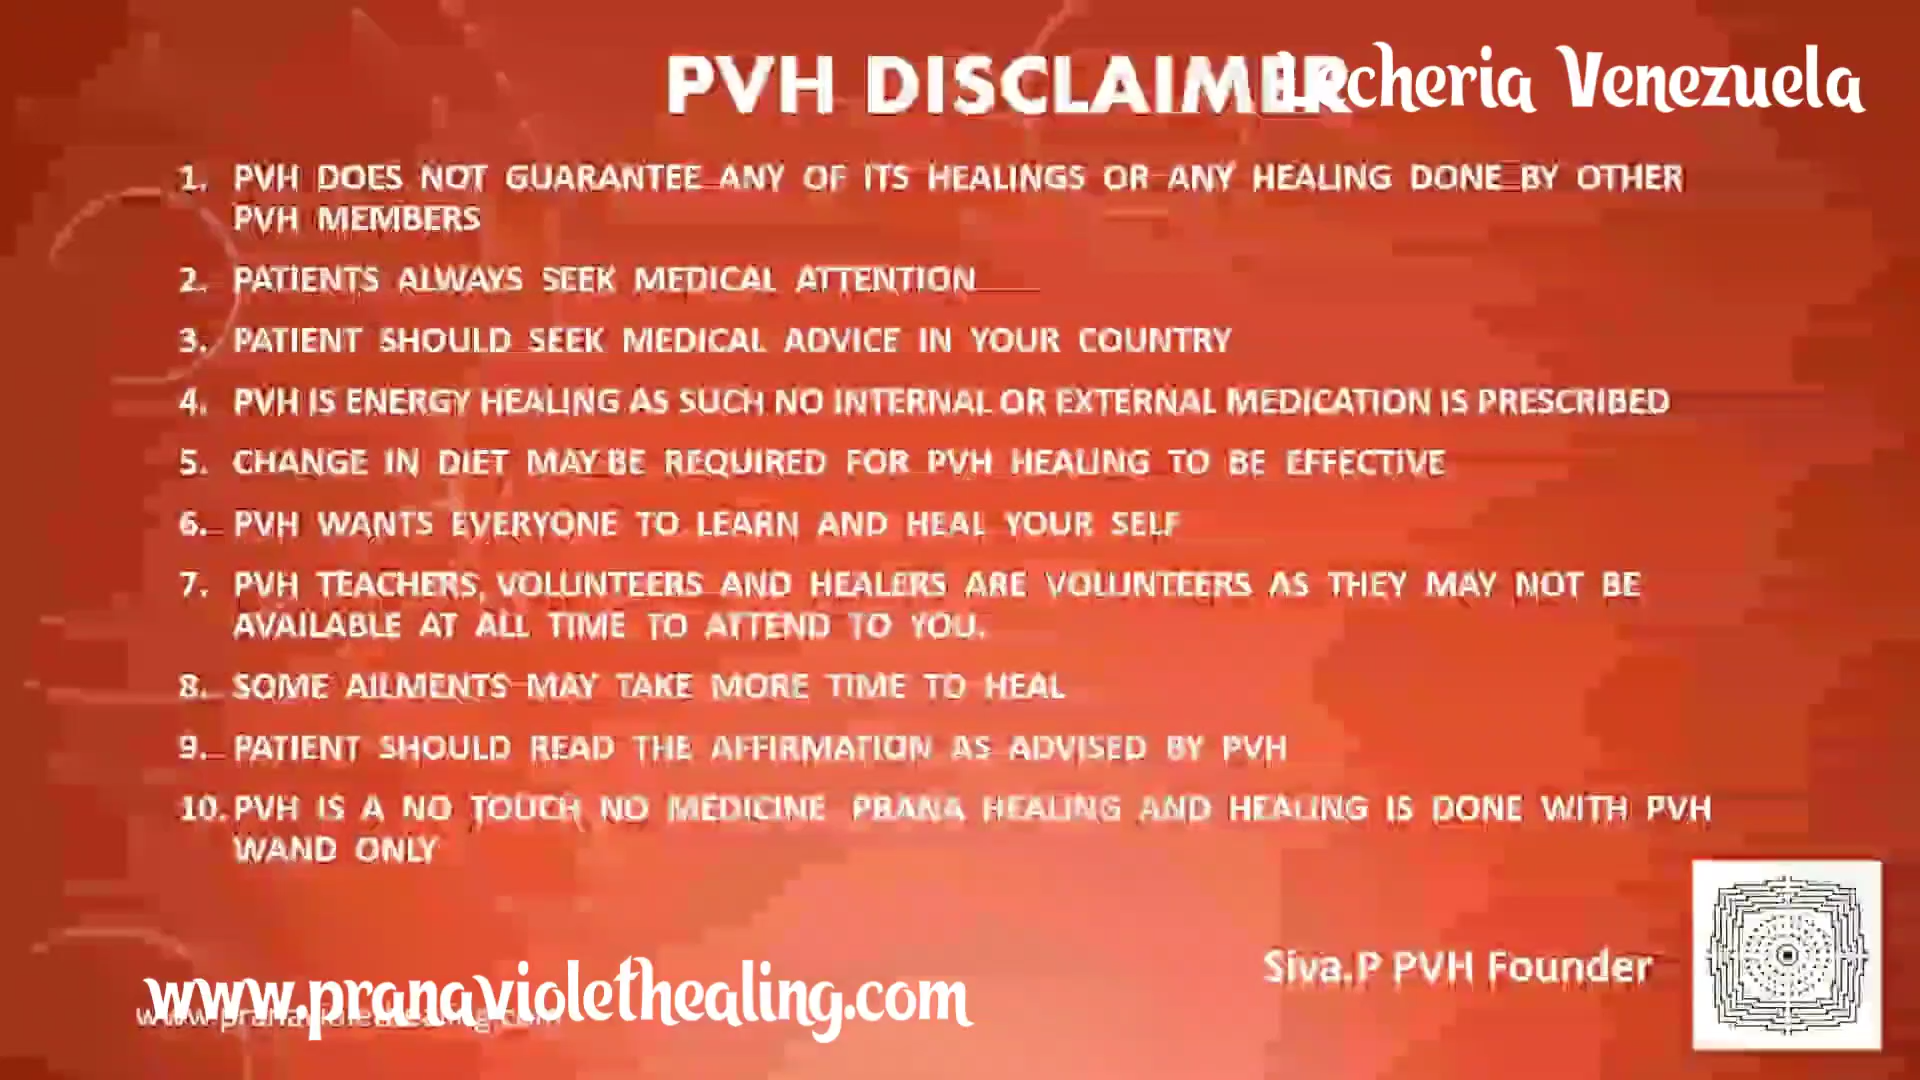 PVH DISCLAIMER
Lecheria Venezuela
1. PVH DOES NOT GUARANTEE ANY OF ITS HEALINGS OR ANY HEALING DONE BY OTHER
PVH MEMBERS
2. PATIENTS ALWAYS SEEK MEDICAL ATTENTION
3. PATIENT SHOULD SEEK MEDICAL ADVICE IN YOUR COUNTRY
4. PVH IS ENERGY HEALING AS SUCH NO INTERNAL OR EXTERNAL MEDICATION IS PRESCRIBED
5. CHANGE IN DIET MAY BE REQUIRED FOR PVH HEALING TO BE EFFECTIVE
6. PVH WANTS EVERYONE TO LEARN AND HEAL YOUR SELF
7. PVH TEACHERS, VOLUNTEERS AND HEALERS ARE VOLUNTEERS AS THEY MAY NOT BE
AVAILABLE AT ALL TIME TO ATTEND TO YOU.
8. SOME AILMENTS MAY TAKE MORE TIME TO HEAL
9. PATIENT SHOULD READ THE AFFIRMATION AS ADVISED BY PVH
10. PVH IS A NO TOUCH NO MEDICINE PRANA HEALING AND HEALING IS DONE WITH PVH
WAND ONLY
Siva.P PVH Founder
www.pranaviolethealing.com
www.pranaviolethealing.com